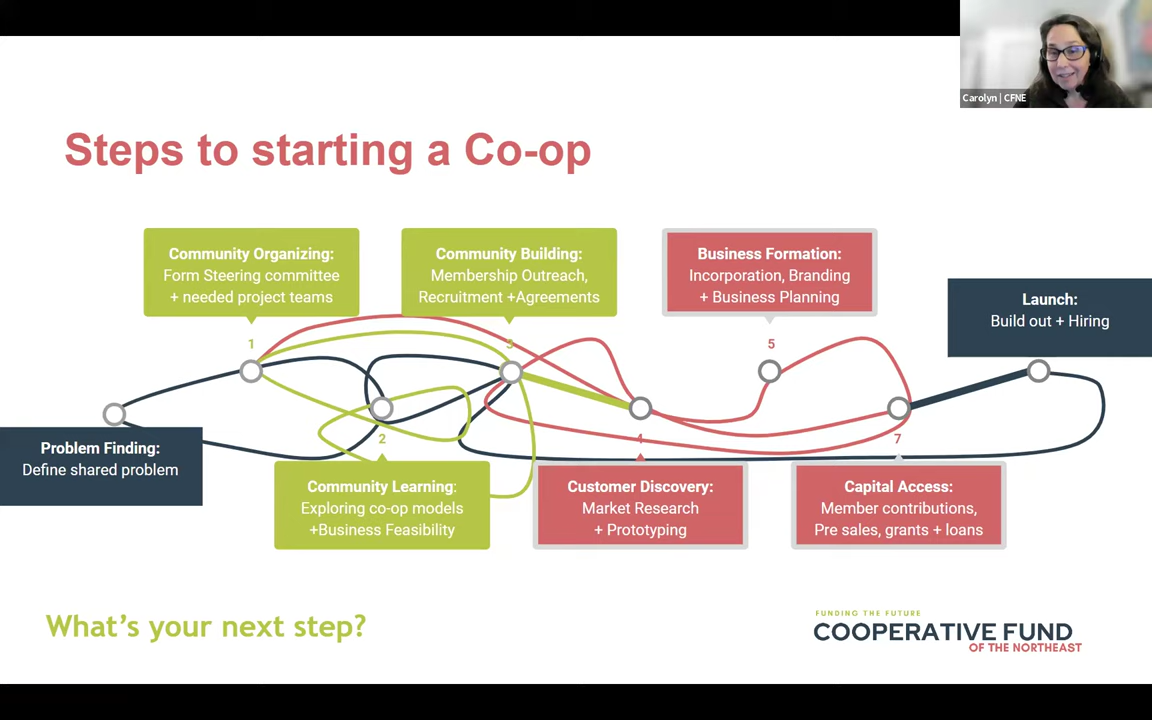 Carolyn | CFNE
Steps to starting a Co-op
Community Organizing:
Form Steering committee
+ needed project teams
Community Building:
Membership Outreach,
Recruitment +Agreements
Business Formation:
Incorporation, Branding
+ Business Planning
Launch:
Build out + Hiring
1
3
5
Problem Finding:
Define shared problem
2
4
7
Community Learning:
Exploring co-op models
+Business Feasibility
Customer Discovery:
Market Research
+ Prototyping
Capital Access:
Member contributions,
Pre sales, grants + loans
What's your next step?
FUNDING THE FUTURE
COOPERATIVE FUND
OF THE NORTHEAST